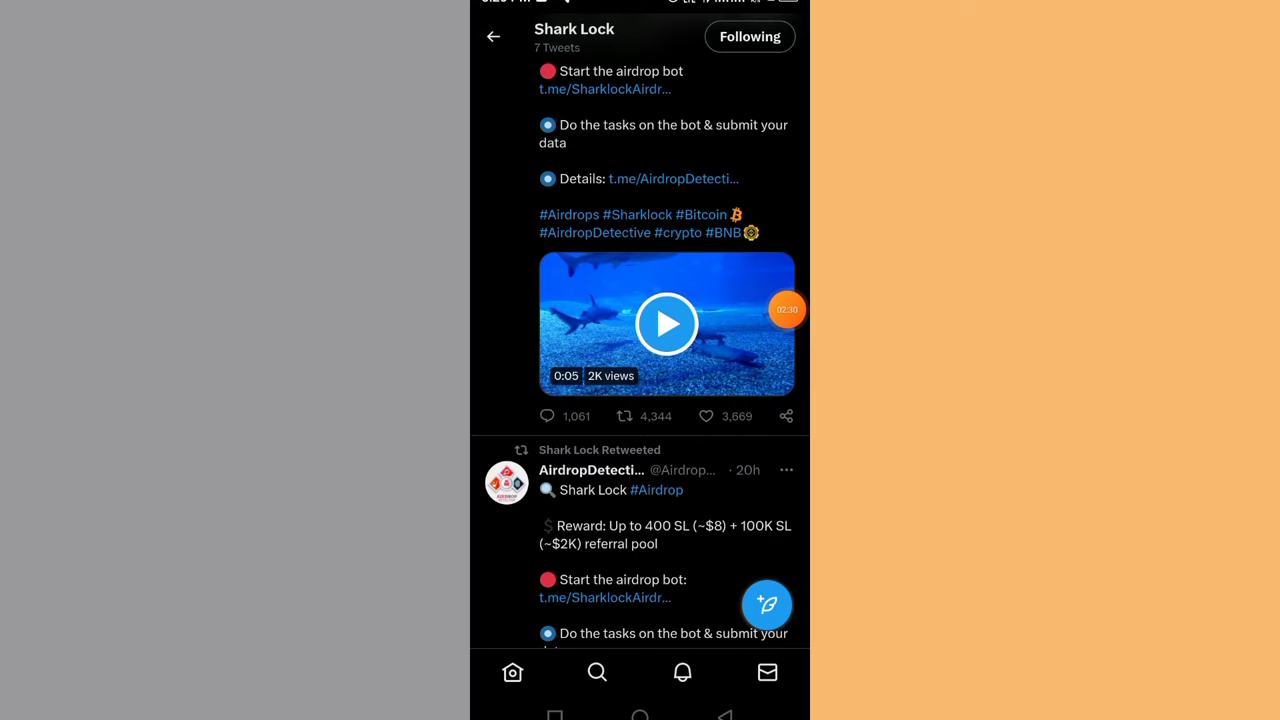 Shark Lock
Following
7 Tweets
Start the airdrop bot
t.me/SharklockAirdr...
Do the tasks on the bot & submit your
data
Details: t.me/AirdropDetecti...
#Airdrops #Sharklock #Bitcoin
#AirdropDetective #crypto #BNB
02:30
0:05 2K views
1,061 4,344 3,669
Shark Lock Retweeted
AirdropDetecti... @Airdrop... · 20h
Shark Lock #Airdrop
Reward: Up to 400 SL (~$8) + 100K SL
(~$2K) referral pool
Start the airdrop bot:
t.me/SharklockAirdr...
Do the tasks on the bot & submit your